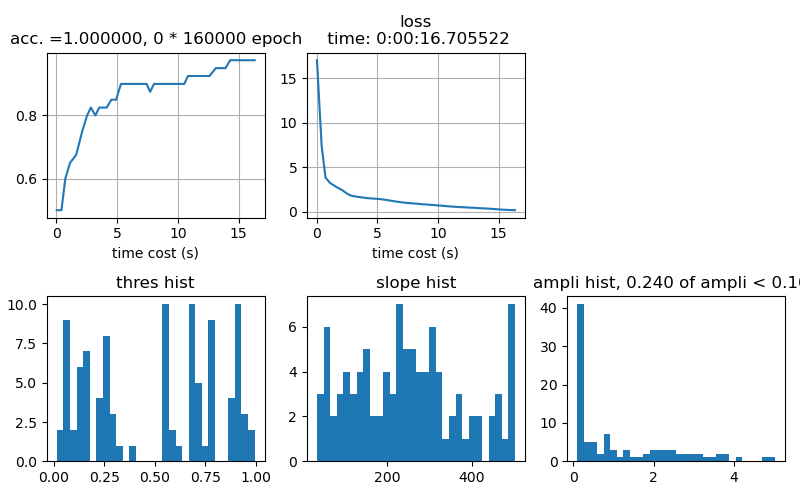 acc. =1.000000, 0 * 160000 epoch
loss
time: 0:00:16.705522
0.8
0.6
0 5 10 15
time cost (s)
15
10
5
0
0 5 10 15
time cost (s)
thres hist
10.0
7.5
5.0
2.5
0.0
0.00 0.25 0.50 0.75 1.00
slope hist
6
4
2
0
200 400
ampli hist, 0.240 of ampli < 0.10
40
30
20
10
0
0 2 4